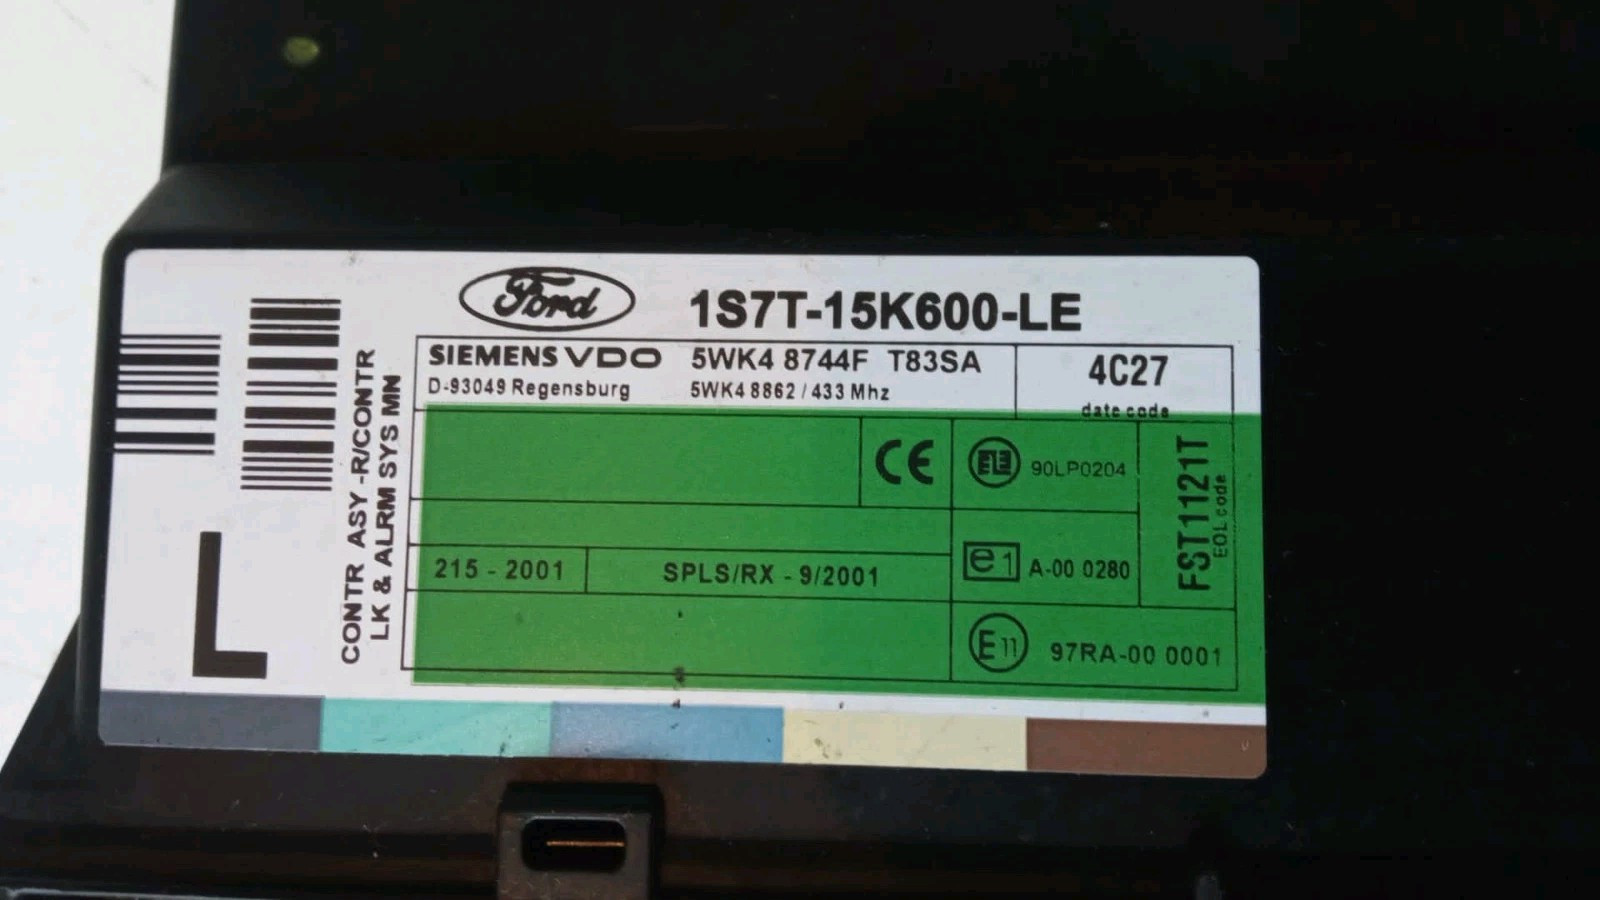 Ford 1S7T-15K600-LE
SIEMENS VDO 5WK4 8744F T83SA
D-93049 Regensburg 5WK4 8862 / 433 Mhz
4C27
date code
CONTR ASY -R/CONTR
LK & ALRM SYS MN
L
CE
90LP0204
215 - 2001
SPLS/RX - 9/2001
e1 A-00 0280
E11 97RA-00 0001
FST1121T
EOL code